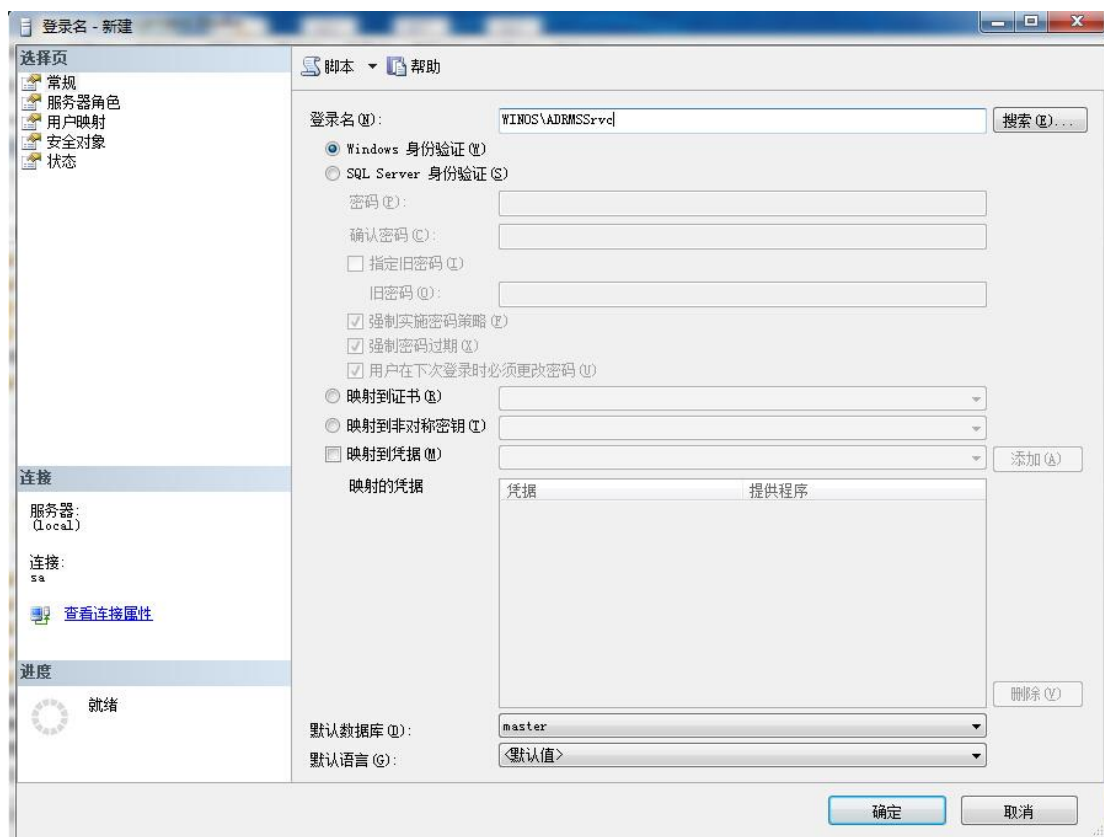 登录名 - 新建
选择页
常规
服务器角色
用户映射
安全对象
状态
脚本 帮助
登录名(N): WINOS\ADRMSSrvc 搜索(E)...
Windows 身份验证(W)
SQL Server 身份验证(S)
密码(P):
确认密码(C):
指定旧密码(I)
旧密码(O):
强制实施密码策略(F)
强制密码过期(X)
用户在下次登录时必须更改密码(U)
映射到证书(R)
映射到非对称密钥(T)
映射到凭据(M) 添加(A)
映射的凭据 凭据 提供程序
删除(V)
默认数据库(D): master
默认语言(G): <默认值>
连接
服务器:
(local)
连接:
sa
查看连接属性
进度
就绪
确定 取消